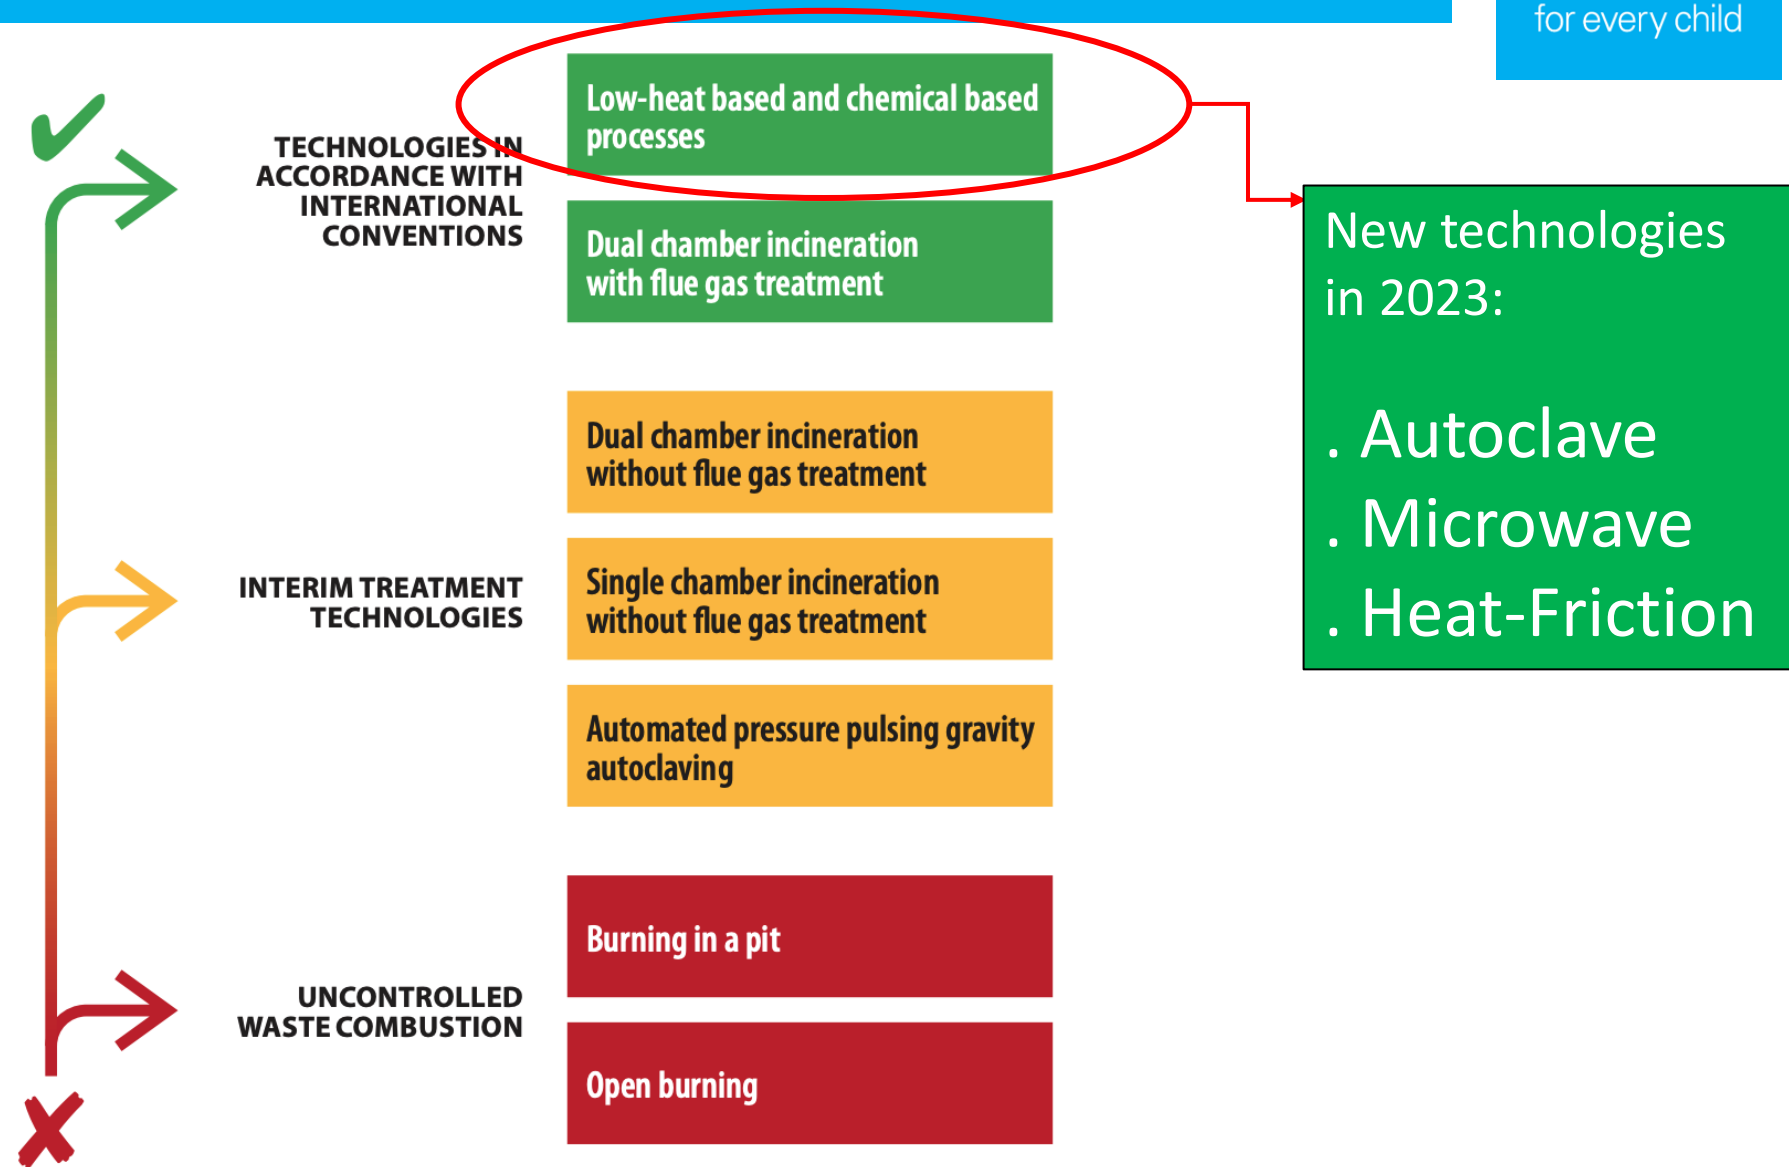 for every child
Low-heat based and chemical based
processes
TECHNOLOGIES IN
ACCORDANCE WITH
INTERNATIONAL
CONVENTIONS
Dual chamber incineration
with flue gas treatment
New technologies
in 2023:
. Autoclave
. Microwave
. Heat-Friction
Dual chamber incineration
without flue gas treatment
INTERIM TREATMENT
TECHNOLOGIES
Single chamber incineration
without flue gas treatment
Automated pressure pulsing gravity
autoclaving
Burning in a pit
UNCONTROLLED
WASTE COMBUSTION
Open burning